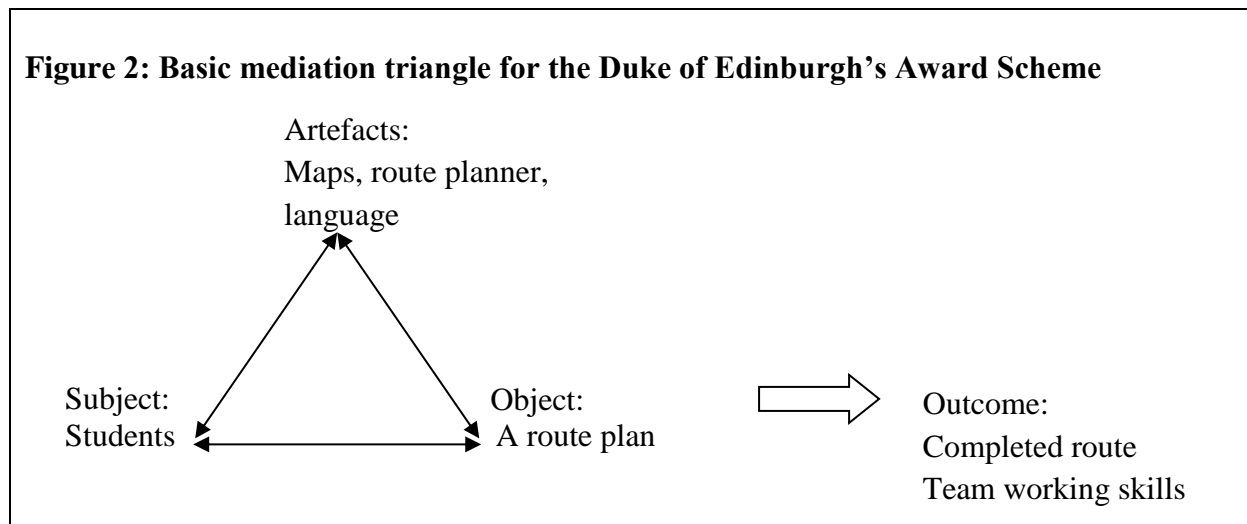 Figure 2: Basic mediation triangle for the Duke of Edinburgh’s Award Scheme
Artefacts:
Maps, route planner,
language
Subject:
Students
Object:
A route plan
Outcome:
Completed route
Team working skills